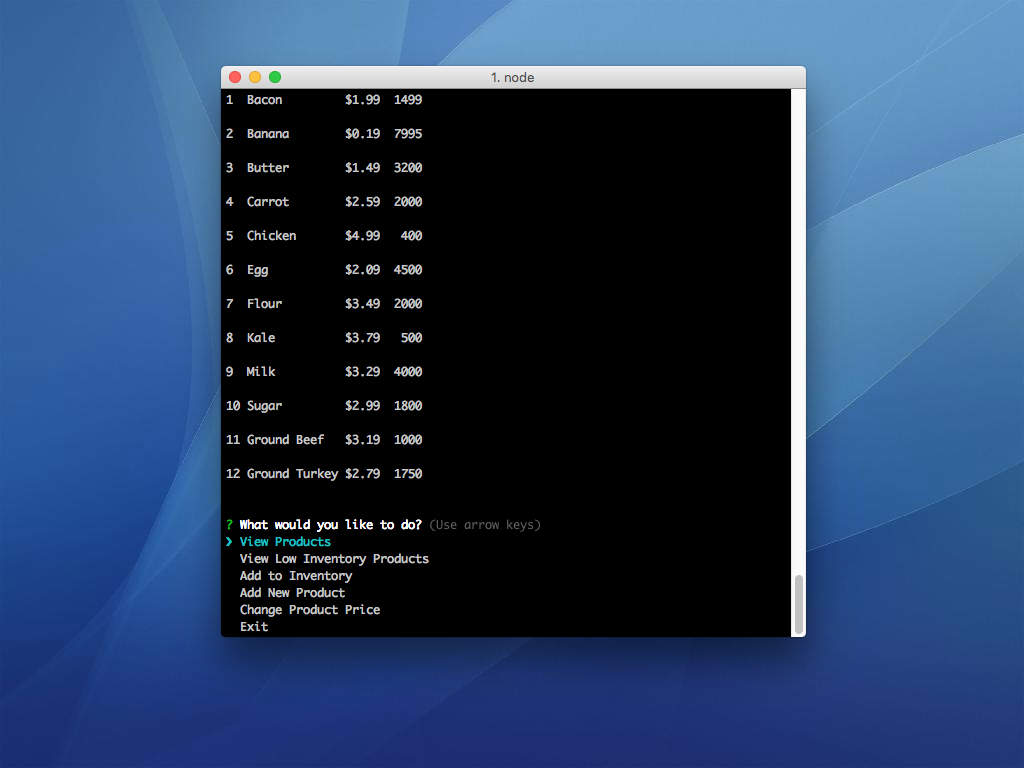 1. node
1  Bacon         $1.99  1499
2  Banana        $0.19  7995
3  Butter        $1.49  3200
4  Carrot        $2.59  2000
5  Chicken       $4.99   400
6  Egg           $2.09  4500
7  Flour         $3.49  2000
8  Kale          $3.79   500
9  Milk          $3.29  4000
10 Sugar         $2.99  1800
11 Ground Beef   $3.19  1000
12 Ground Turkey $2.79  1750
? What would you like to do? (Use arrow keys)
❯ View Products
  View Low Inventory Products
  Add to Inventory
  Add New Product
  Change Product Price
  Exit